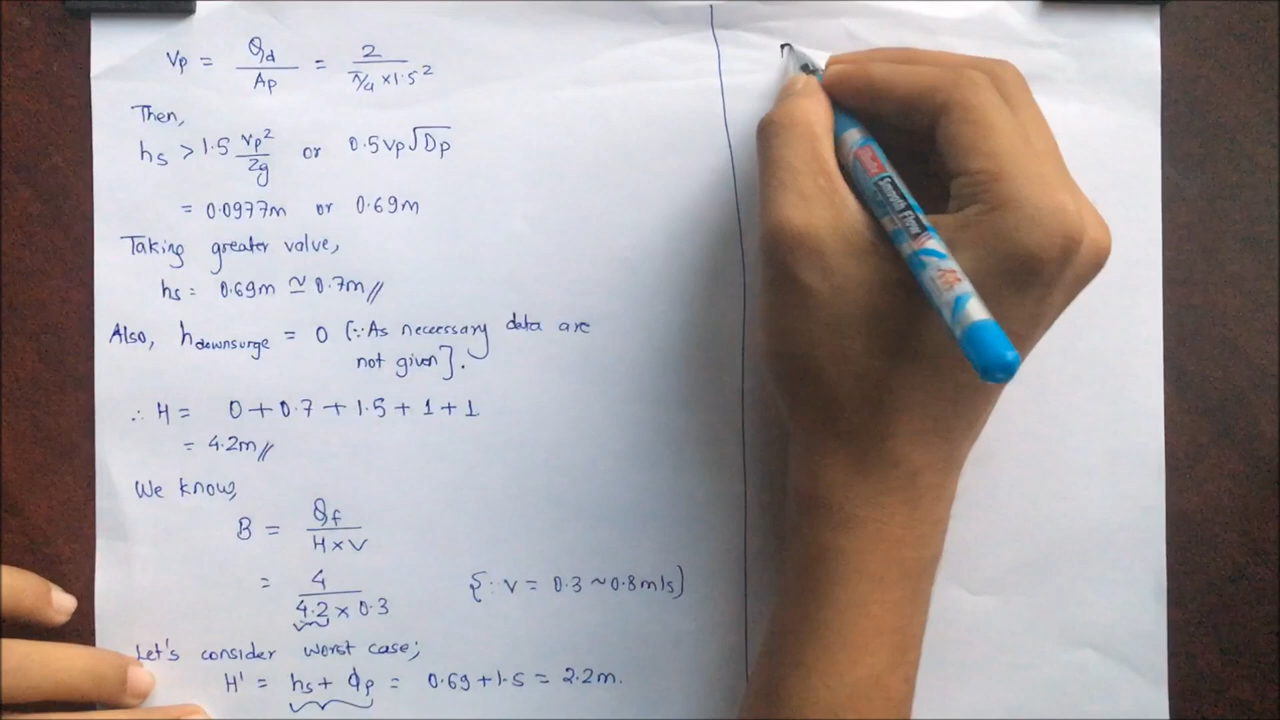 Vp = Qd / Ap = 2 / π/4 × 1.5²
Then,
hs > 1.5 Vp² / 2g or 0.5 Vp √Dp
= 0.0977m or 0.69m
Taking greater value,
hs = 0.69m ≃ 0.7m //
Also, hdownsurge = 0 [∵ As necessary data are
not given].
∴ H = 0 + 0.7 + 1.5 + 1 + 1
= 4.2m //
We know,
B = Qf / H × V
= 4 / 4.2 × 0.3 {∵ V = 0.3 ~ 0.8 m/s}
Let's consider worst case;
H' = hs + dp = 0.69 + 1.5 = 2.2m.
Smooth Flow